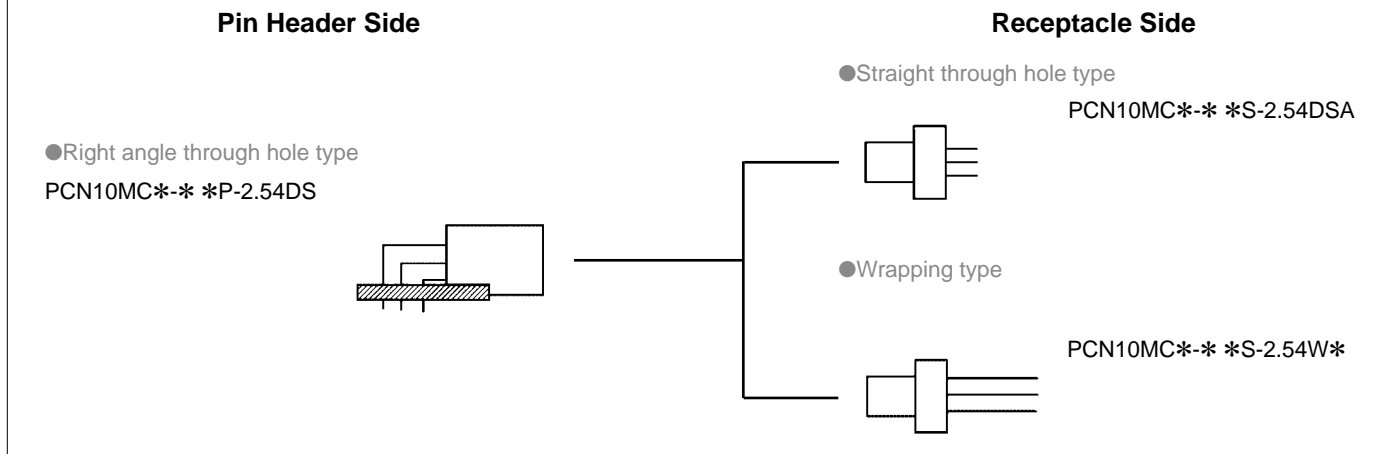 Pin Header Side
Receptacle Side
●Straight through hole type
PCN10MC*-* *S-2.54DSA
●Right angle through hole type
PCN10MC*-* *P-2.54DS
●Wrapping type
PCN10MC*-* *S-2.54W*